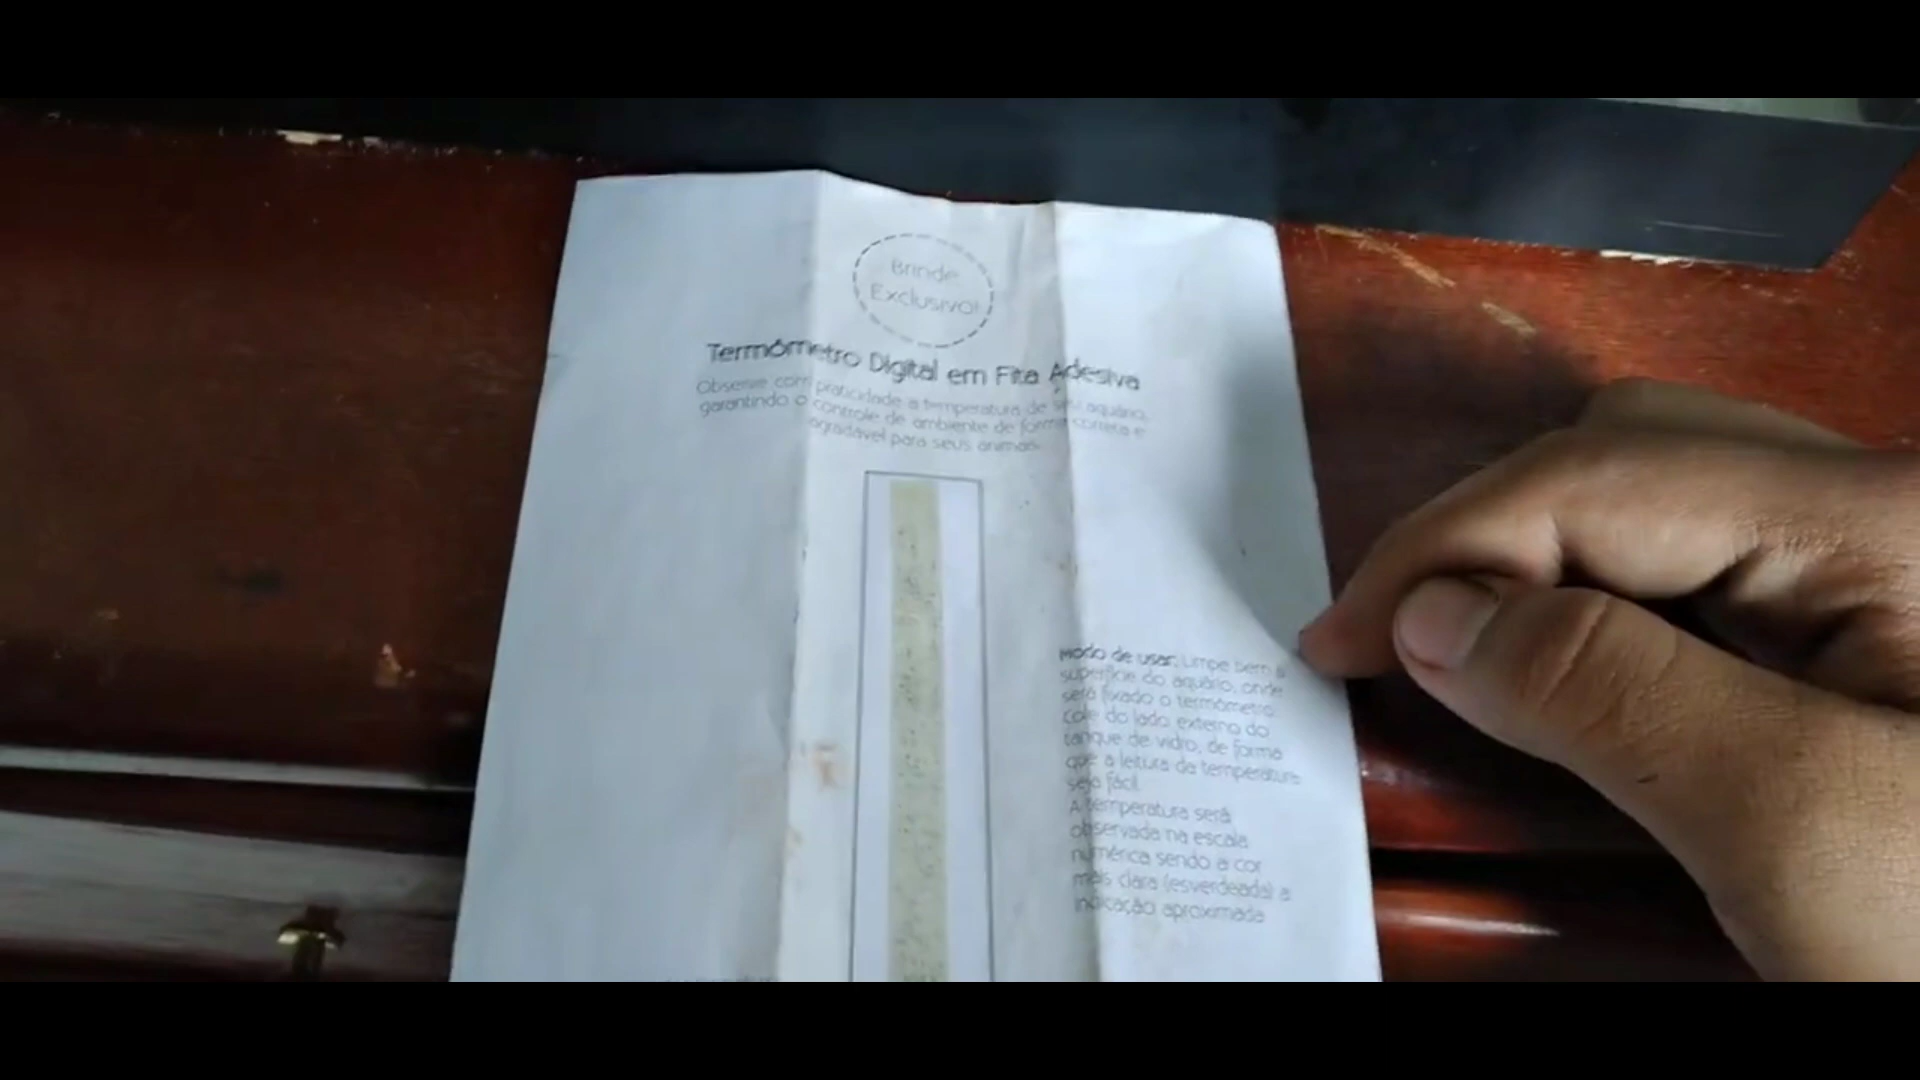 Brinde
Exclusivo!
Termômetro Digital em Fita Adesiva
Observe com praticidade a temperatura de seu aquário,
garantindo o controle de ambiente de forma correta e
agradável para seus animais.
Modo de usar: Limpe bem a
superfície do aquário, onde
será fixado o termômetro,
cole do lado externo do
tanque de vidro, de forma
que a leitura da temperatura
seja fácil.
A temperatura será
observada na escala
numérica sendo a cor
mais clara (esverdeada) a
indicação aproximada